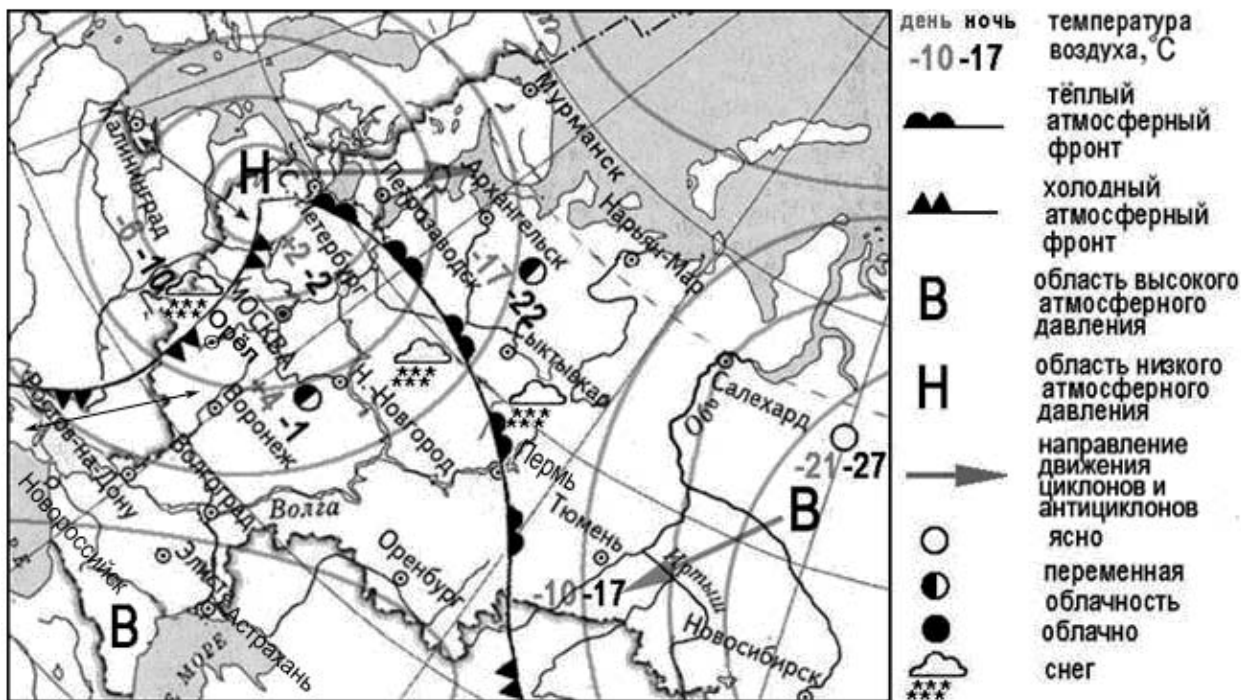 Мурманск
Калининград
Н
С. Петербург
Петрозаводск
Архангельск
Нарьян-Мар
-6 -10
*2 -2
-17 -22
МОСКВА
Орёл
Сыктывкар
Салехард
Обь
*4 -1
Воронеж
Н.-Новгород
-21 -27
Ростов-на-Дону
Волгоград
Пермь
В
Новороссийск
Волга
Тюмень
Элиста
Оренбург
-10 -17
Иртыш
Новосибирск
В
Астрахань
МОРЕ
день ночь
-10 -17
температура
воздуха, °С
тёплый
атмосферный
фронт
холодный
атмосферный
фронт
В
область высокого
атмосферного
давления
Н
область низкого
атмосферного
давления
направление
движения
циклонов и
антициклонов
ясно
переменная
облачность
облачно
снег